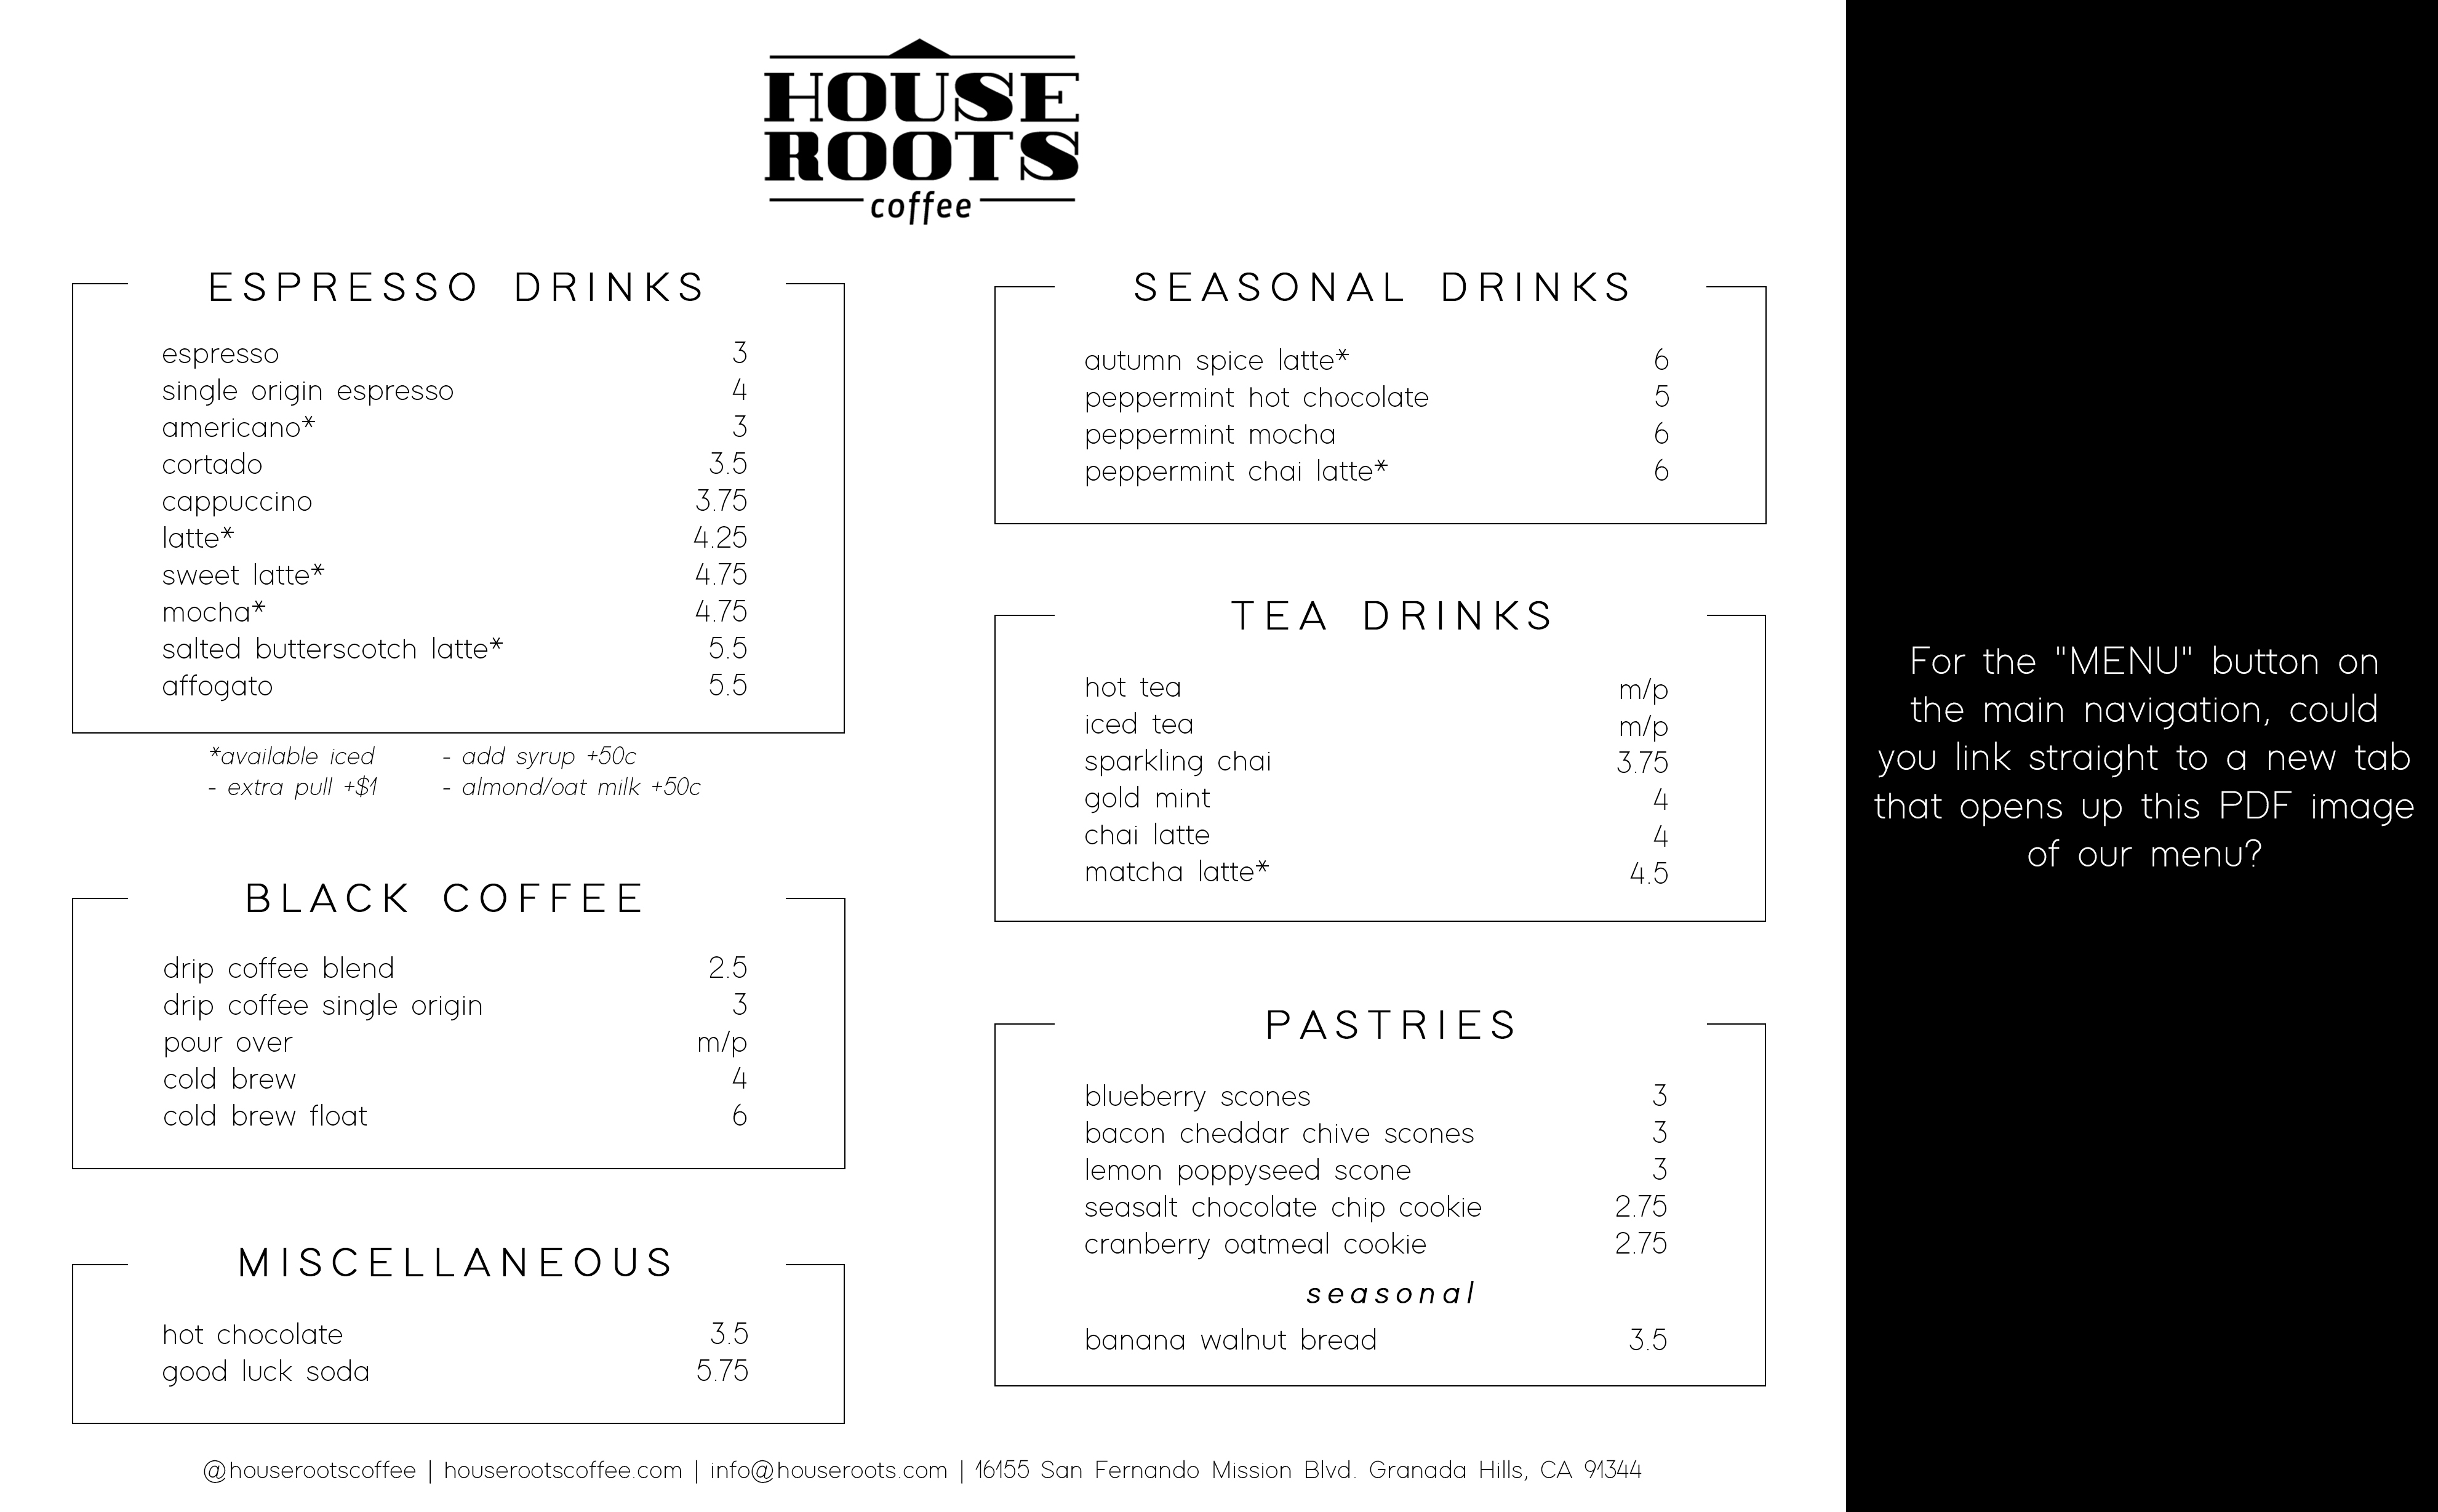 HOUSE
ROOTS
coffee
ESPRESSO DRINKS
espresso 3
single origin espresso 4
americano* 3
cortado 3.5
cappuccino 3.75
latte* 4.25
sweet latte* 4.75
mocha* 4.75
salted butterscotch latte* 5.5
affogato 5.5
*available iced - add syrup +50c
- extra pull +$1 - almond/oat milk +50c
BLACK COFFEE
drip coffee blend 2.5
drip coffee single origin 3
pour over m/p
cold brew 4
cold brew float 6
MISCELLANEOUS
hot chocolate 3.5
good luck soda 5.75
SEASONAL DRINKS
autumn spice latte* 6
peppermint hot chocolate 5
peppermint mocha 6
peppermint chai latte* 6
TEA DRINKS
hot tea m/p
iced tea m/p
sparkling chai 3.75
gold mint 4
chai latte 4
matcha latte* 4.5
PASTRIES
blueberry scones 3
bacon cheddar chive scones 3
lemon poppyseed scone 3
seasalt chocolate chip cookie 2.75
cranberry oatmeal cookie 2.75
seasonal
banana walnut bread 3.5
@houserootscoffee | houserootscoffee.com | info@houseroots.com | 16155 San Fernando Mission Blvd. Granada Hills, CA 91344
For the "MENU" button on
the main navigation, could
you link straight to a new tab
that opens up this PDF image
of our menu?